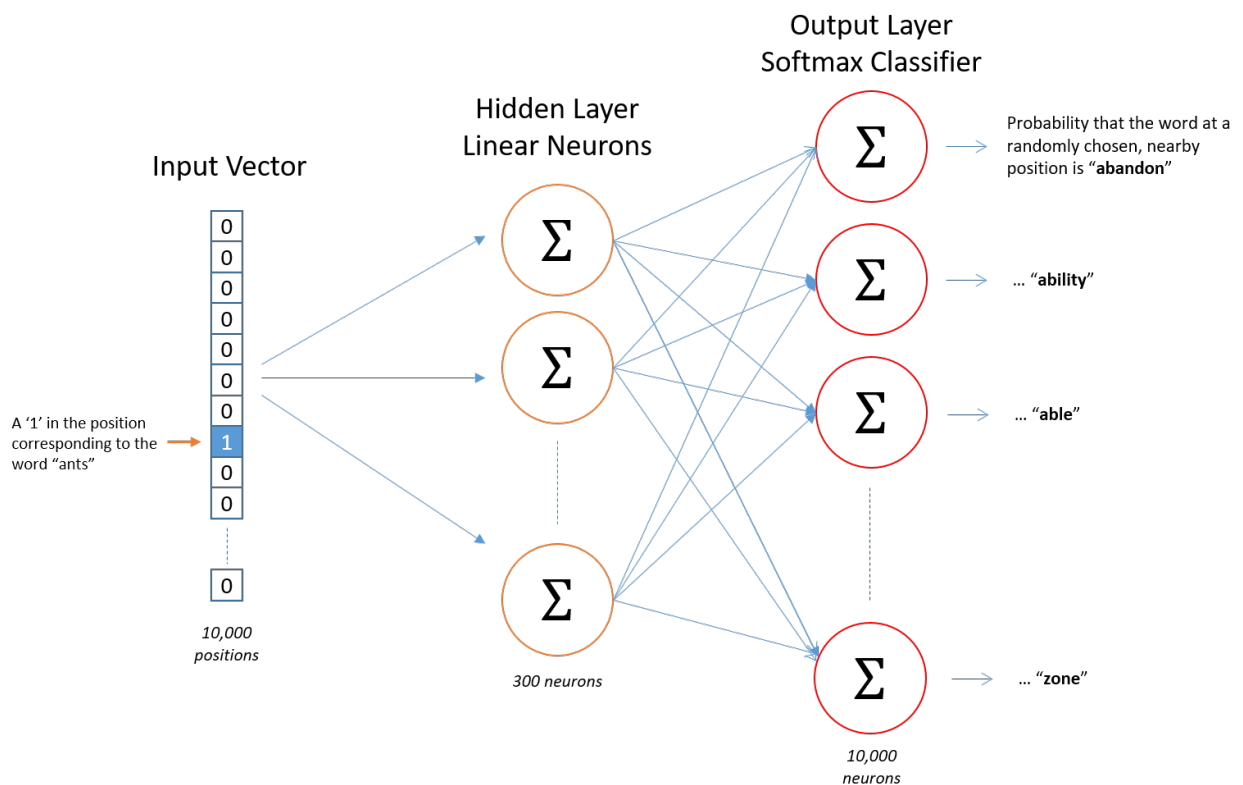 Output Layer
Softmax Classifier
Hidden Layer
Linear Neurons
Input Vector
0
0
0
0
0
0
0
1
0
0
0
A ‘1’ in the position
corresponding to the
word “ants”
10,000
positions
Σ
Σ
Σ
300 neurons
Σ
Σ
Σ
Σ
10,000
neurons
Probability that the word at a
randomly chosen, nearby
position is “abandon”
... “ability”
... “able”
... “zone”